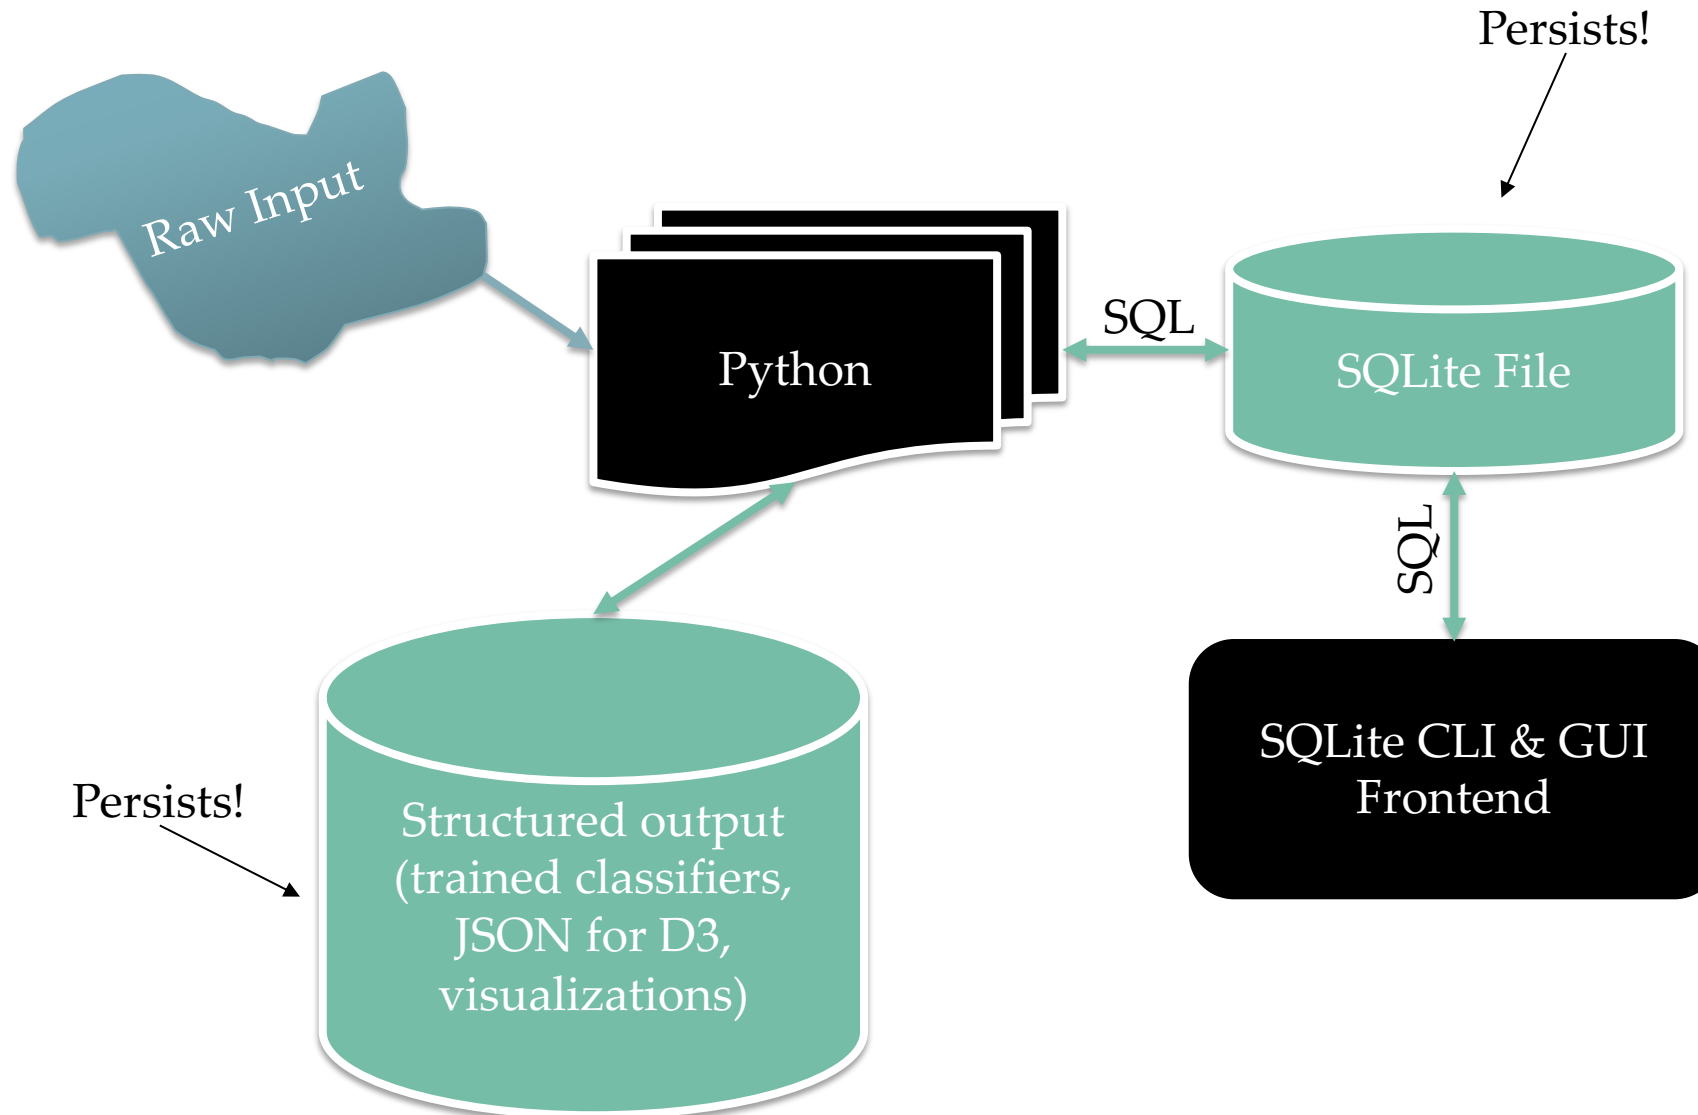 Persists!
Raw Input
SQL
Python
SQLite File
SQL
SQLite CLI & GUI
Frontend
Persists!
Structured output
(trained classifiers,
JSON for D3,
visualizations)